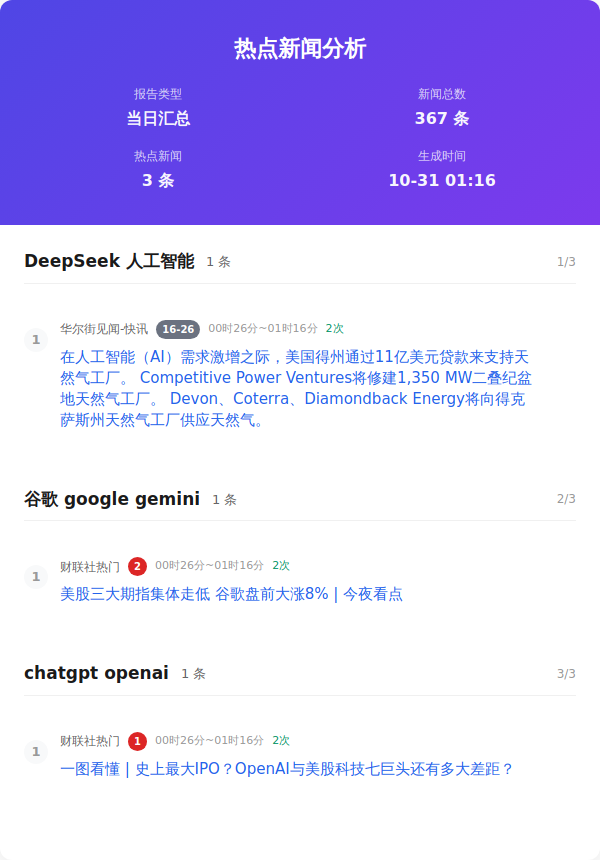 热点新闻分析
报告类型
新闻总数
当日汇总
367 条
热点新闻
生成时间
3 条
10-31 01:16
DeepSeek 人工智能 1 条 1/3
1
华尔街见闻-快讯 16-26 00时26分~01时16分 2次
在人工智能（AI）需求激增之际，美国得州通过11亿美元贷款来支持天
然气工厂。 Competitive Power Ventures将修建1,350 MW二叠纪盆
地天然气工厂。 Devon、Coterra、Diamondback Energy将向得克
萨斯州天然气工厂供应天然气。
谷歌 google gemini 1 条 2/3
1
财联社热门 2 00时26分~01时16分 2次
美股三大期指集体走低 谷歌盘前大涨8% | 今夜看点
chatgpt openai 1 条 3/3
1
财联社热门 1 00时26分~01时16分 2次
一图看懂 | 史上最大IPO？OpenAI与美股科技七巨头还有多大差距？